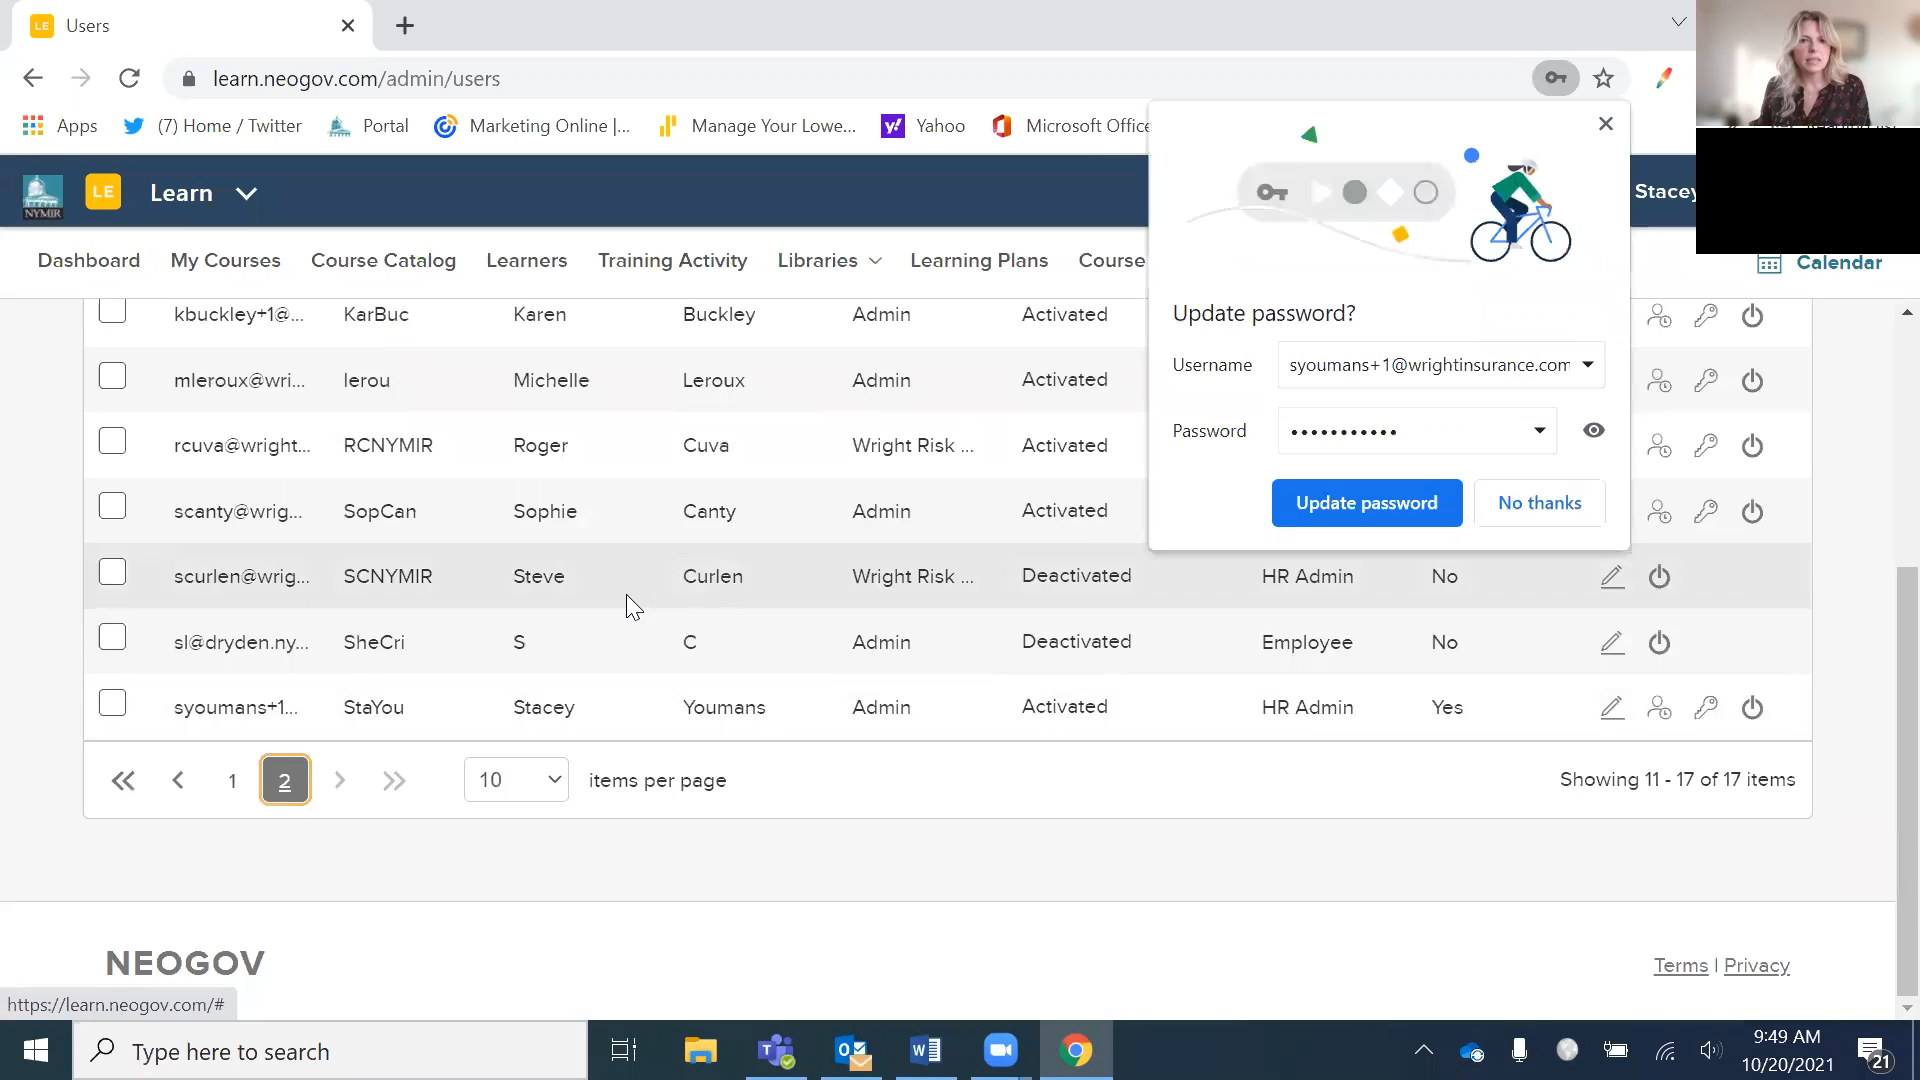 LE Users
learn.neogov.com/admin/users
Apps (7) Home / Twitter Portal Marketing Online |... Manage Your Lowe... Yahoo Microsoft Office
NYMIR LE Learn Stacey
Dashboard My Courses Course Catalog Learners Training Activity Libraries Learning Plans Course Calendar
Update password?
Username syoumans+1@wrightinsurance.com
Password •••••••••••
Update password No thanks
kbuckley+1@... KarBuc Karen Buckley Admin Activated
mleroux@wri... lerou Michelle Leroux Admin Activated
rcuva@wright... RCNYMIR Roger Cuva Wright Risk ... Activated
scanty@wrig... SopCan Sophie Canty Admin Activated
scurlen@wrig... SCNYMIR Steve Curlen Wright Risk ... Deactivated HR Admin No
sl@dryden.ny... SheCri S C Admin Deactivated Employee No
syoumans+1... StaYou Stacey Youmans Admin Activated HR Admin Yes
1 2 10 items per page Showing 11 - 17 of 17 items
NEOGOV
Terms | Privacy
https://learn.neogov.com/#
Type here to search
9:49 AM
10/20/2021
21